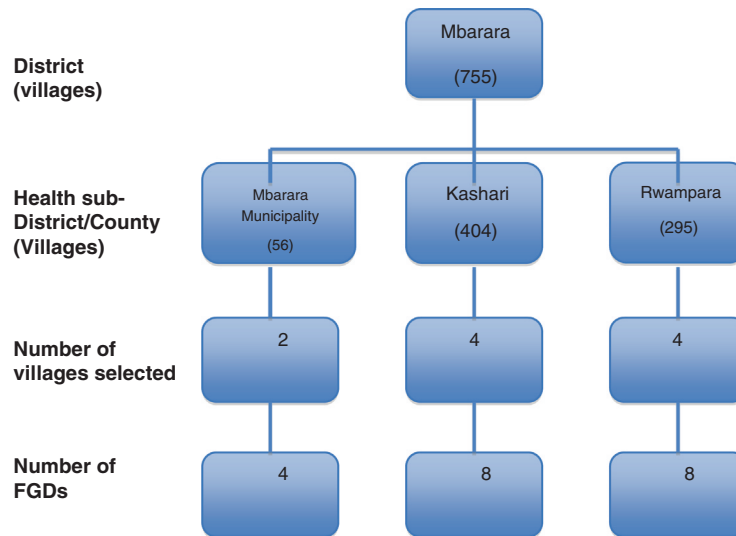 District
(villages)
Mbarara
(755)
Health sub-
District/County
(Villages)
Mbarara
Municipality
(56)
Kashari
(404)
Rwampara
(295)
Number of
villages selected
2
4
4
Number of
FGDs
4
8
8